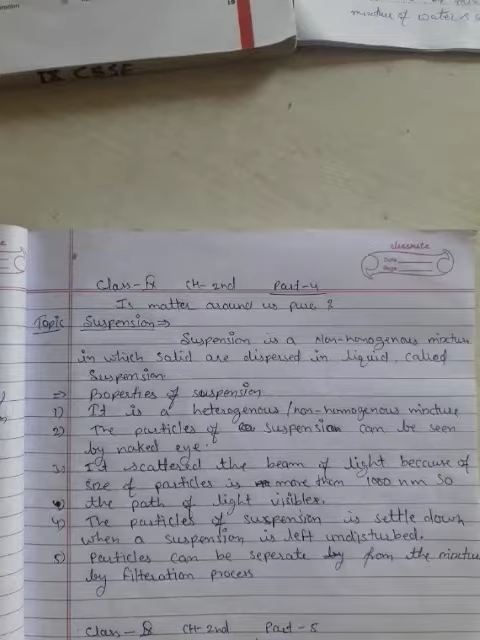 mixture of water &
IX CBSE
classmate
Date
Page
Class-IX CH-2nd Part-4
Is matter around us pure ?
Topic Suspension⇒
Suspension is a Non-homogenous mixture
in which solid are dispersed in liquid called
Suspension.
⇒ Properties of suspension
1) It is a heterogenous/non-homogenous mixture
2) The particles of suspension can be seen
by naked eye.
3) It scattered the beam of light because of
size of particles is more than 1000 nm So
the path of light visibles.
4) The particles of suspension is settle down
when a suspension is left undisturbed.
5) Particles can be seperate from the mixture
by filteration process
Class-IX CH-2nd Part-5